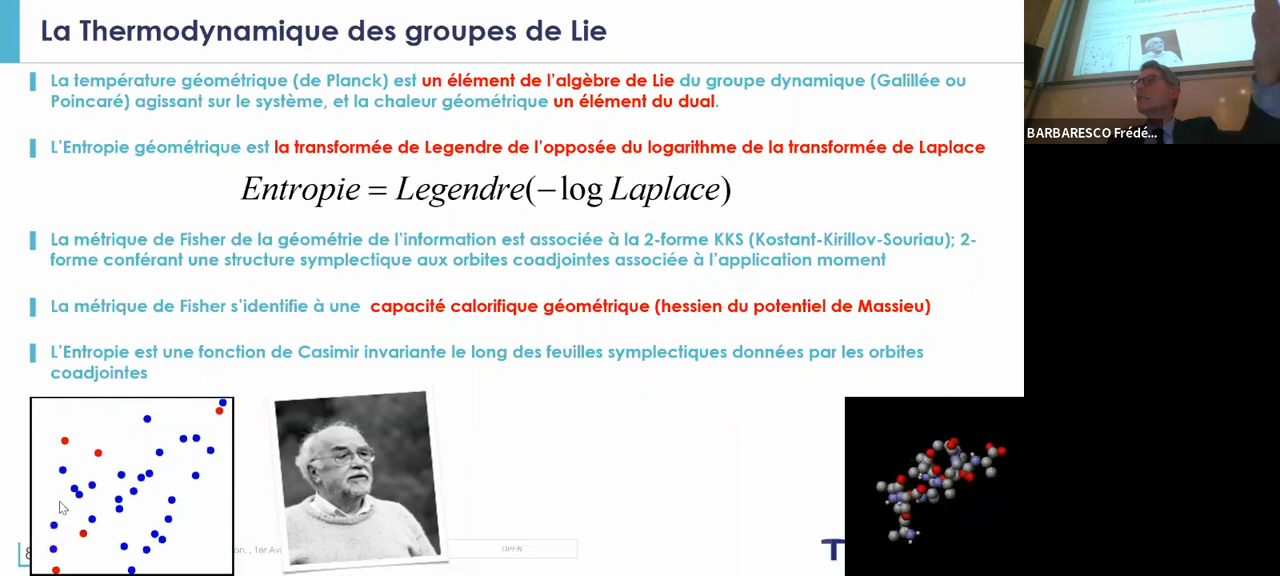 La Thermodynamique des groupes de Lie
La température géométrique (de Planck) est un élément de l'algèbre de Lie du groupe dynamique (Galillée ou
Poincaré) agissant sur le système, et la chaleur géométrique un élément du dual.
L'Entropie géométrique est la transformée de Legendre de l'opposée du logarithme de la transformée de Laplace
Entropie = Legendre(−log Laplace)
La métrique de Fisher de la géométrie de l'information est associée à la 2-forme KKS (Kostant-Kirillov-Souriau); 2-
forme conférant une structure symplectique aux orbites coadjointes associée à l'application moment
La métrique de Fisher s'identifie à une capacité calorifique géométrique (hessien du potentiel de Massieu)
L'Entropie est une fonction de Casimir invariante le long des feuilles symplectiques données par les orbites
coadjointes
BARBARESCO Frédé...
on, , 1er Av
OPEN
T